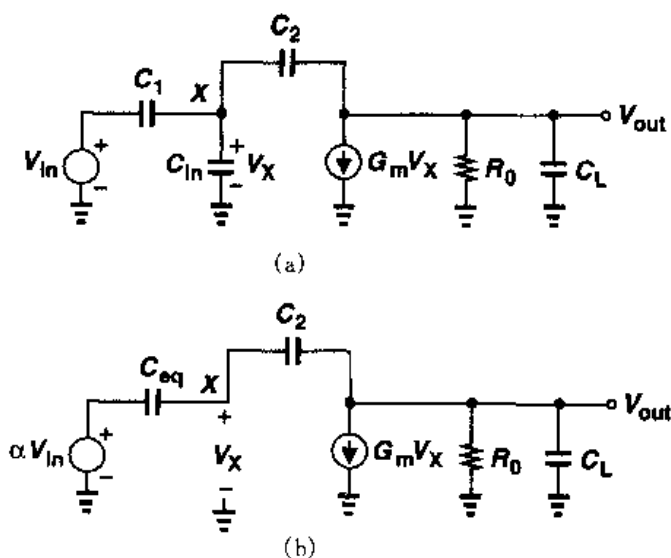 C2
C1 X
Vin + − Cin + VX − GmVX R0 CL Vout
(a)
C2
Ceq X
αVin + − + VX − GmVX R0 CL Vout
(b)